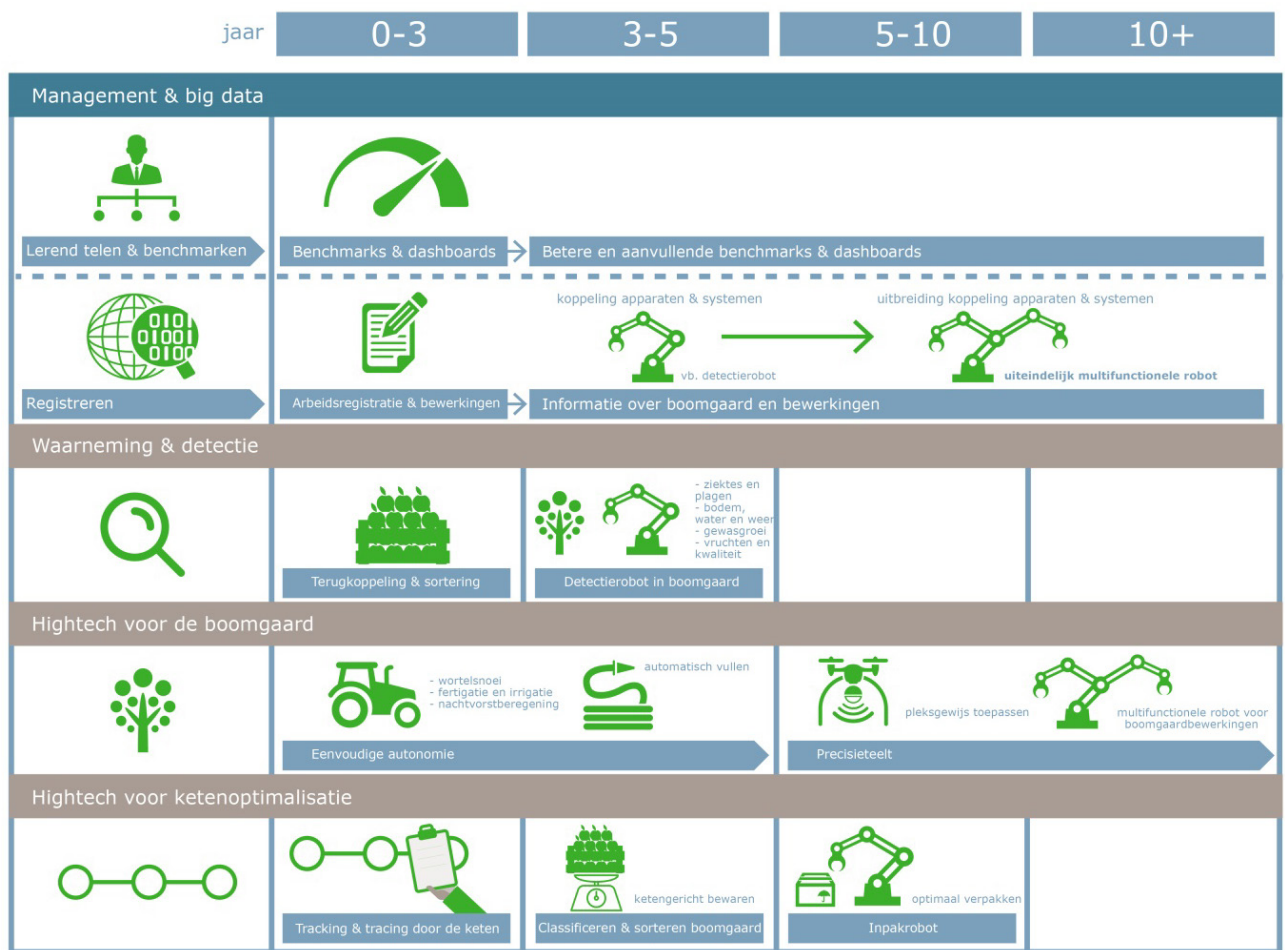 jaar 0-3 3-5 5-10 10+
Management & big data
Lerend telen & benchmarken
Benchmarks & dashboards
Betere en aanvullende benchmarks & dashboards
0101
01001
0100
koppeling apparaten & systemen
uitbreiding koppeling apparaten & systemen
vb. detectierobot
uiteindelijk multifunctionele robot
Registreren
Arbeidsregistratie & bewerkingen
Informatie over boomgaard en bewerkingen
Waarneming & detectie
Terugkoppeling & sortering
- ziektes en
plagen
- bodem,
water en weer
- gewasgroei
- vruchten en
kwaliteit
Detectierobot in boomgaard
Hightech voor de boomgaard
- wortelsnoei
- fertigatie en irrigatie
- nachtvorstberegening
automatisch vullen
Eenvoudige autonomie
pleksgewijs toepassen
multifunctionele robot voor
boomgaardbewerkingen
Precisieteelt
Hightech voor ketenoptimalisatie
Tracking & tracing door de keten
ketengericht bewaren
Classificeren & sorteren boomgaard
optimaal verpakken
Inpakrobot